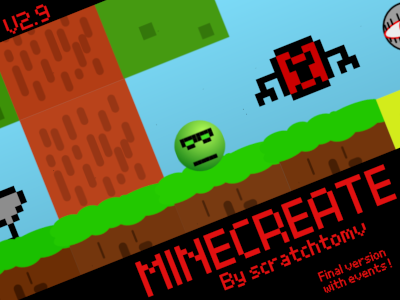 V2.9
MINECREATE
By scratchtomv
Final version
with events!